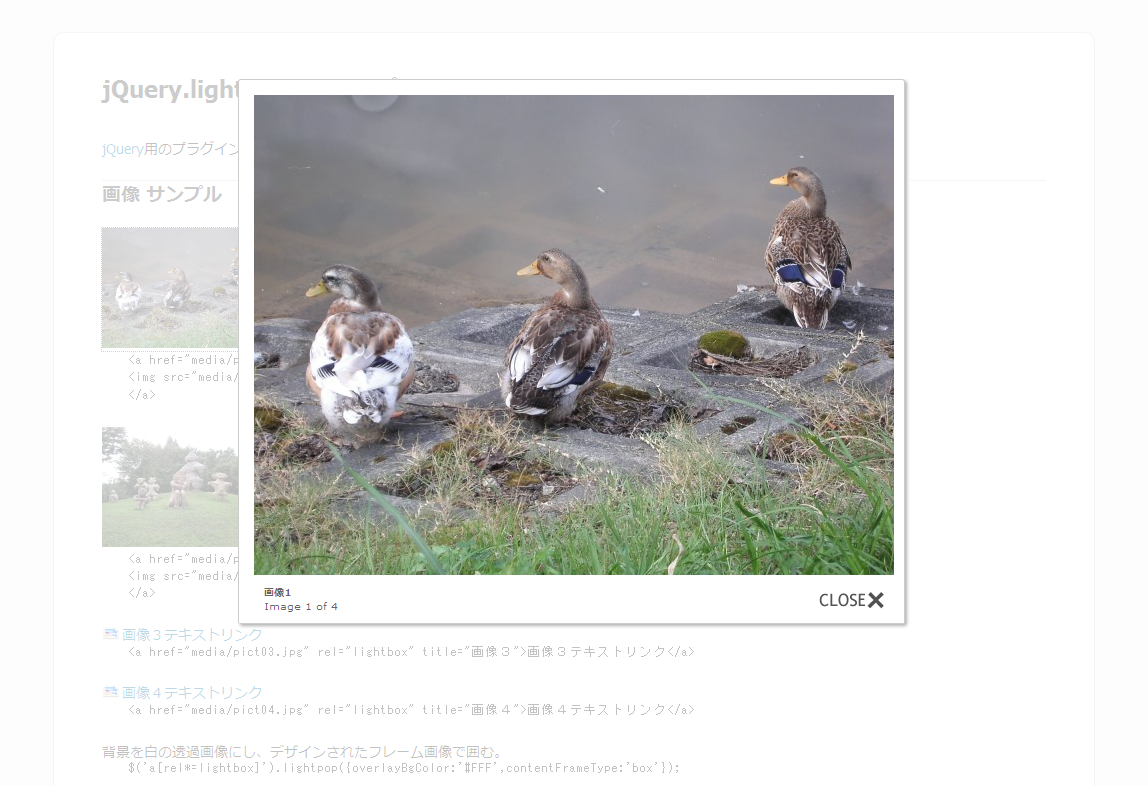 jQuery.light
jQuery用のプラグイン
画像 サンプル
<a href="media/p
<img src="media/
</a>
<a href="media/p
<img src="media/
</a>
画像1
Image 1 of 4
CLOSE
画像３テキストリンク
<a href="media/pict03.jpg" rel="lightbox" title="画像３">画像３テキストリンク</a>
画像４テキストリンク
<a href="media/pict04.jpg" rel="lightbox" title="画像４">画像４テキストリンク</a>
背景を白の透過画像にし、デザインされたフレーム画像で囲む。
$('a[rel*=lightbox]').lightpop({overlayBgColor:'#FFF',contentFrameType:'box'});